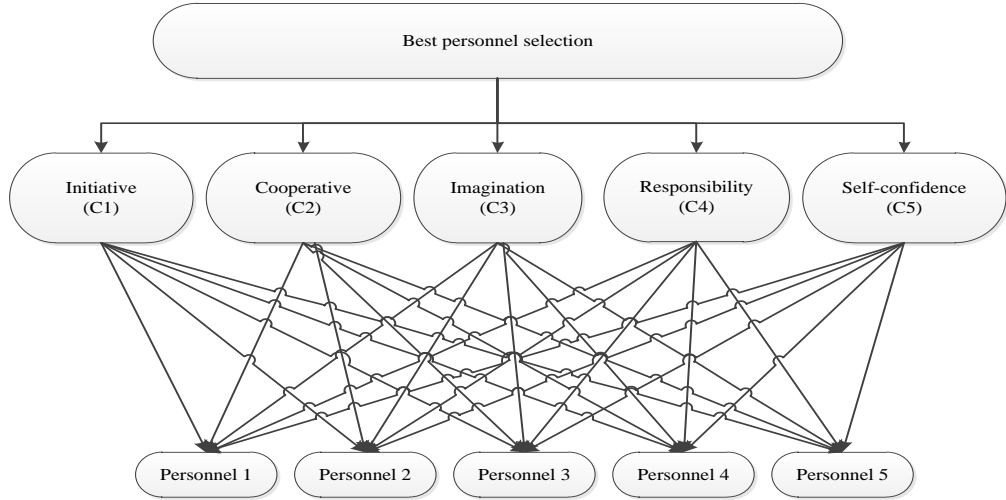 Best personnel selection
Initiative
(C1)
Cooperative
(C2)
Imagination
(C3)
Responsibility
(C4)
Self-confidence
(C5)
Personnel 1
Personnel 2
Personnel 3
Personnel 4
Personnel 5